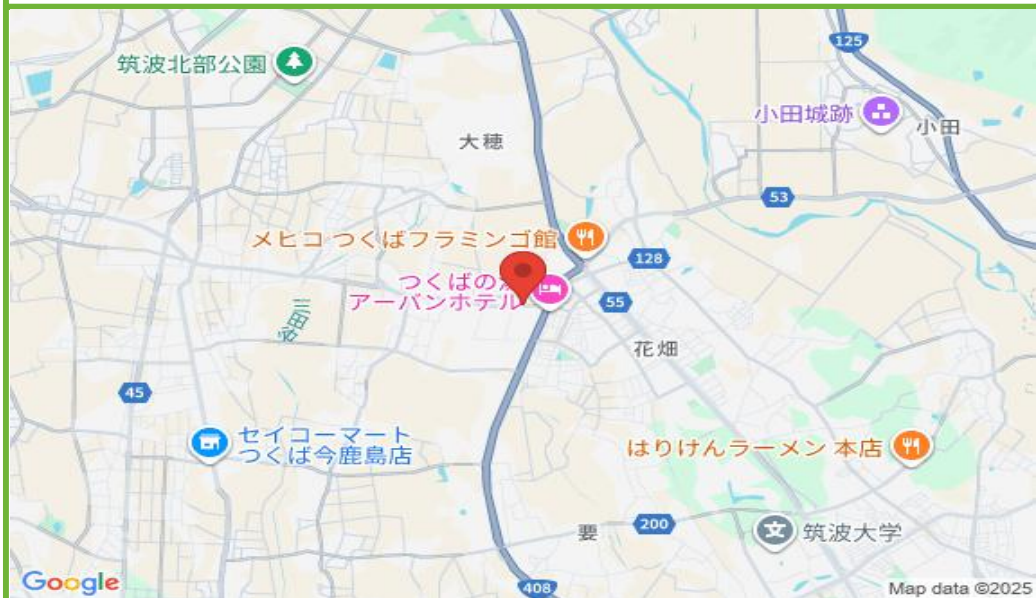 125
筑波北部公園
小田城跡
小田
大穂
53
メヒコ つくばフラミンゴ館
128
つくばの
アーバンホテル
55
三田谷
花畑
45
セイコーマート
つくば今鹿島店
はりけんラーメン 本店
200
要
筑波大学
408
Google
Map data ©2025